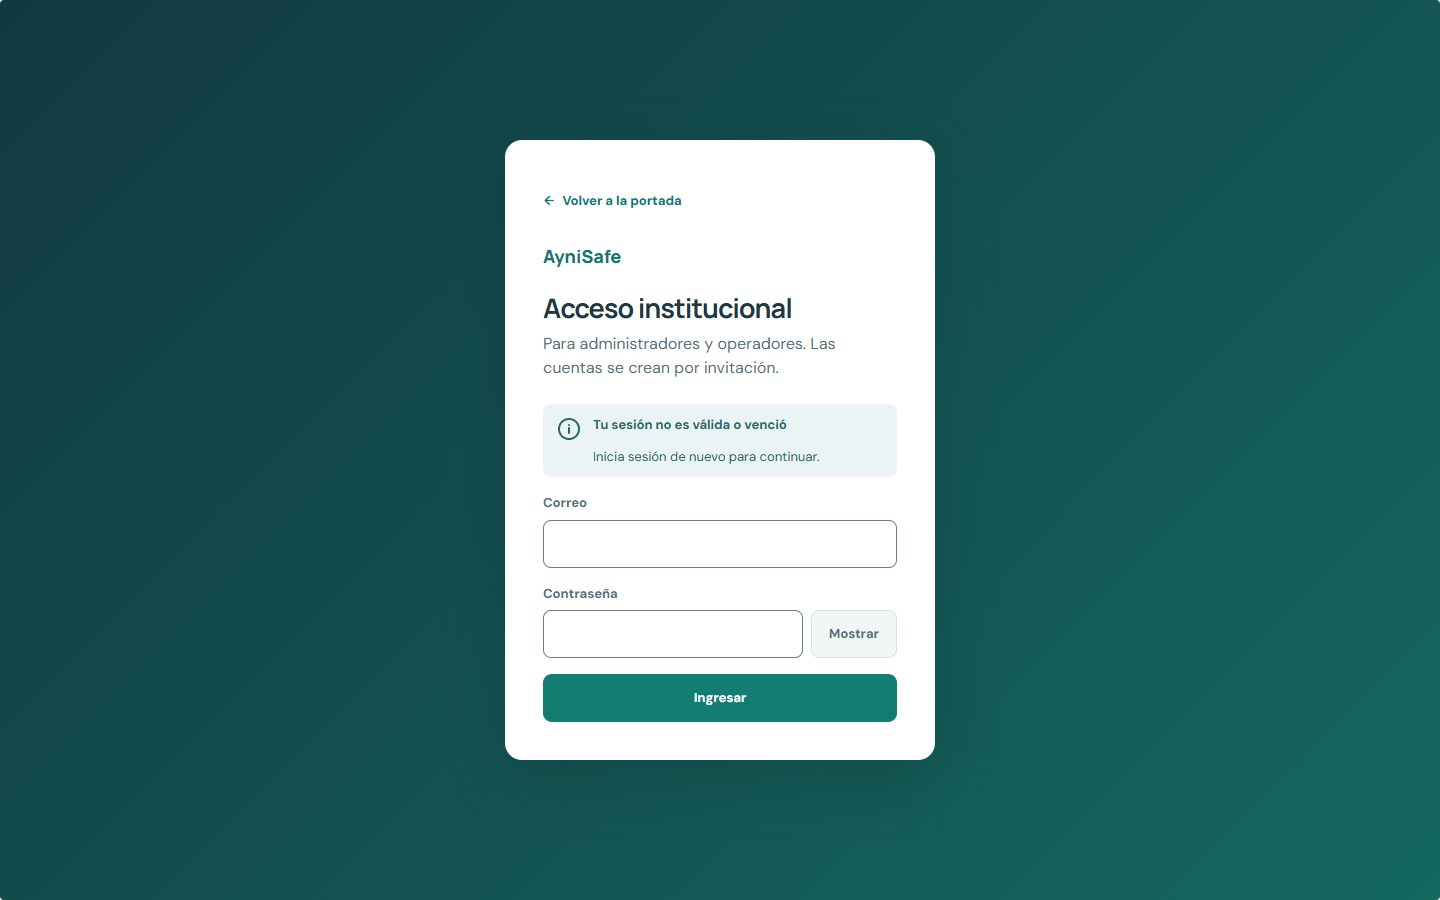 ← Volver a la portada
AyniSafe
Acceso institucional
Para administradores y operadores. Las
cuentas se crean por invitación.
Tu sesión no es válida o venció
Inicia sesión de nuevo para continuar.
Correo
Contraseña
Mostrar
Ingresar